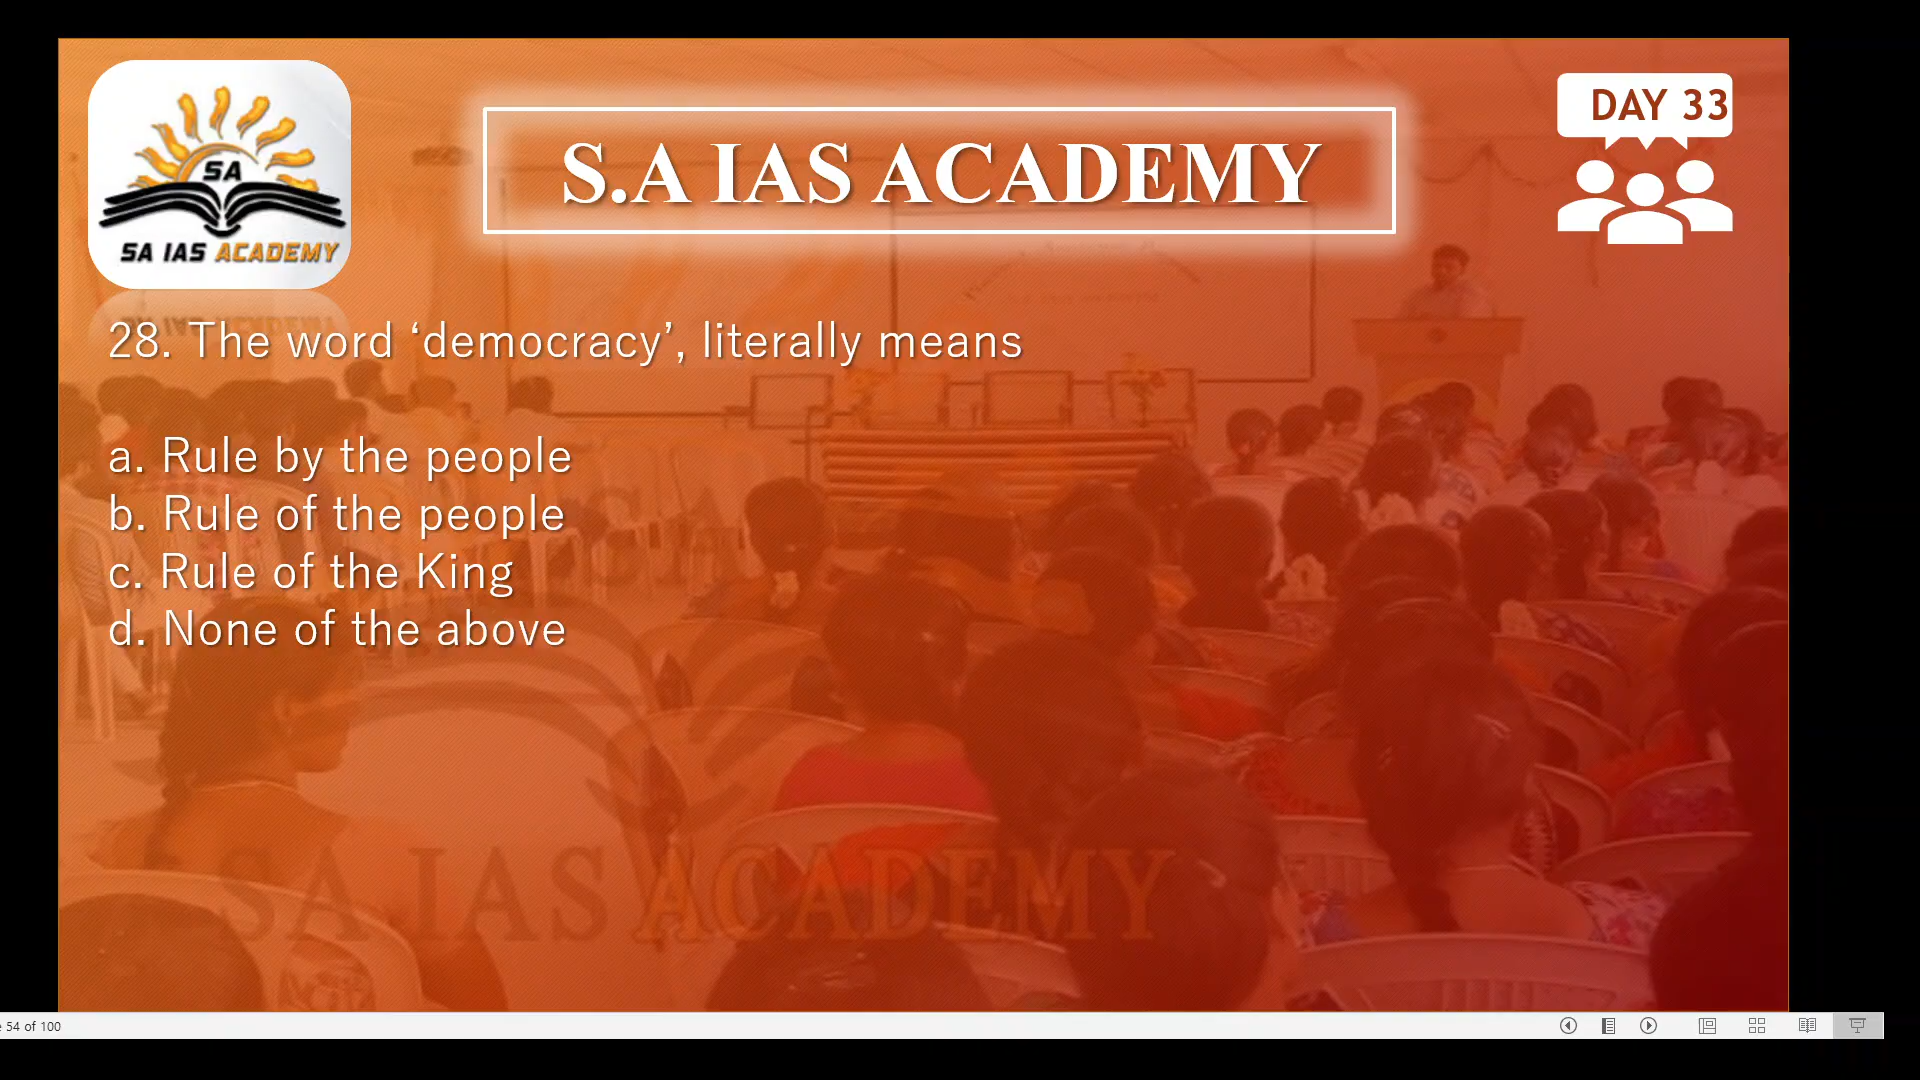 SA
SA IAS ACADEMY
S.A IAS ACADEMY
DAY 33
28. The word ‘democracy’, literally means
a. Rule by the people
b. Rule of the people
c. Rule of the King
d. None of the above
SA IAS ACADEMY
54 of 100